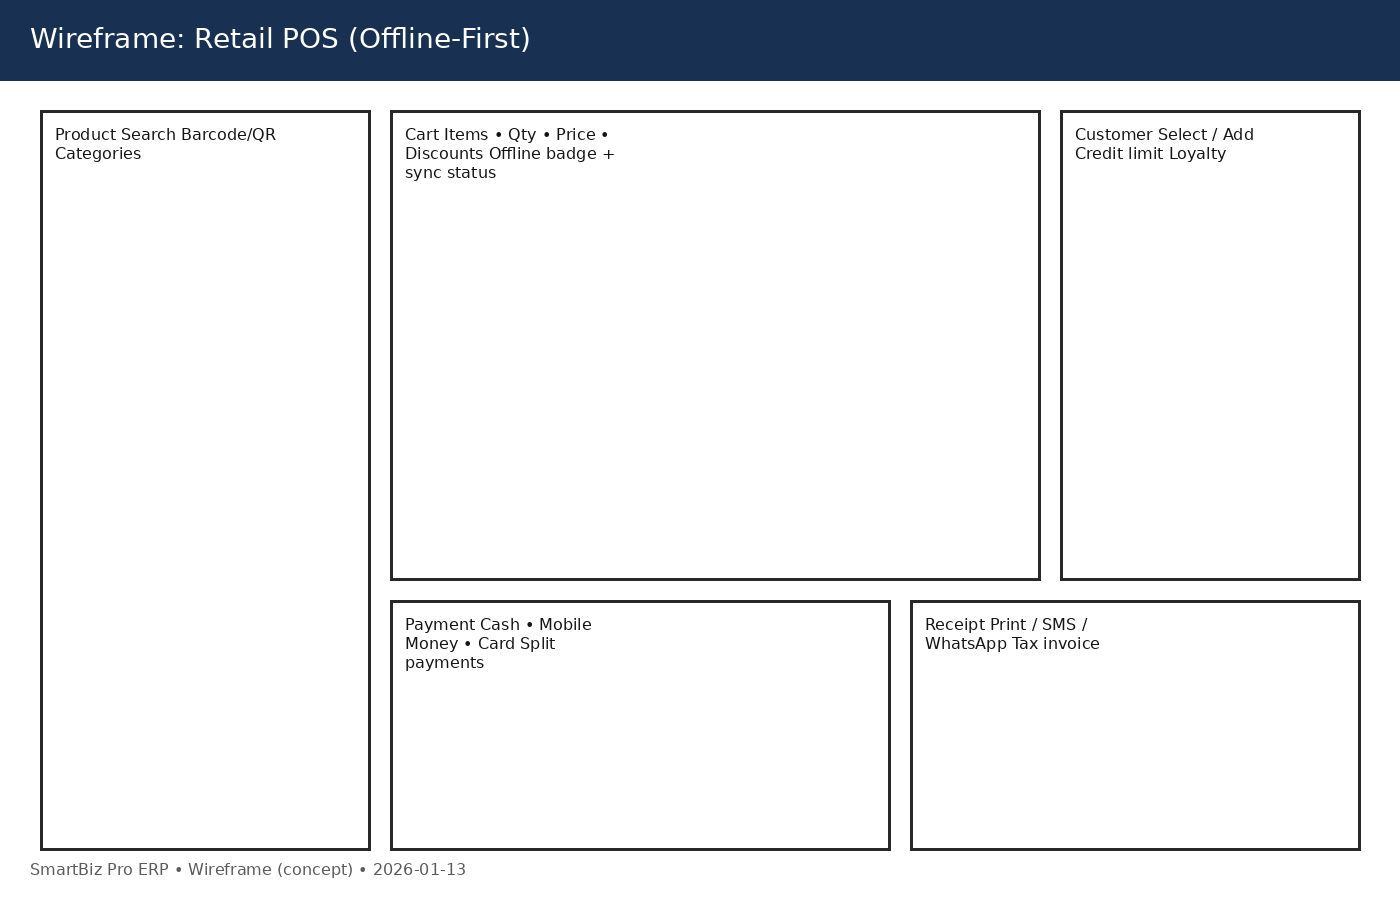 Wireframe: Retail POS (Offline-First)
Product Search Barcode/QR
Categories
Cart Items • Qty • Price •
Discounts Offline badge +
sync status
Customer Select / Add
Credit limit Loyalty
Payment Cash • Mobile
Money • Card Split
payments
Receipt Print / SMS /
WhatsApp Tax invoice
SmartBiz Pro ERP • Wireframe (concept) • 2026-01-13